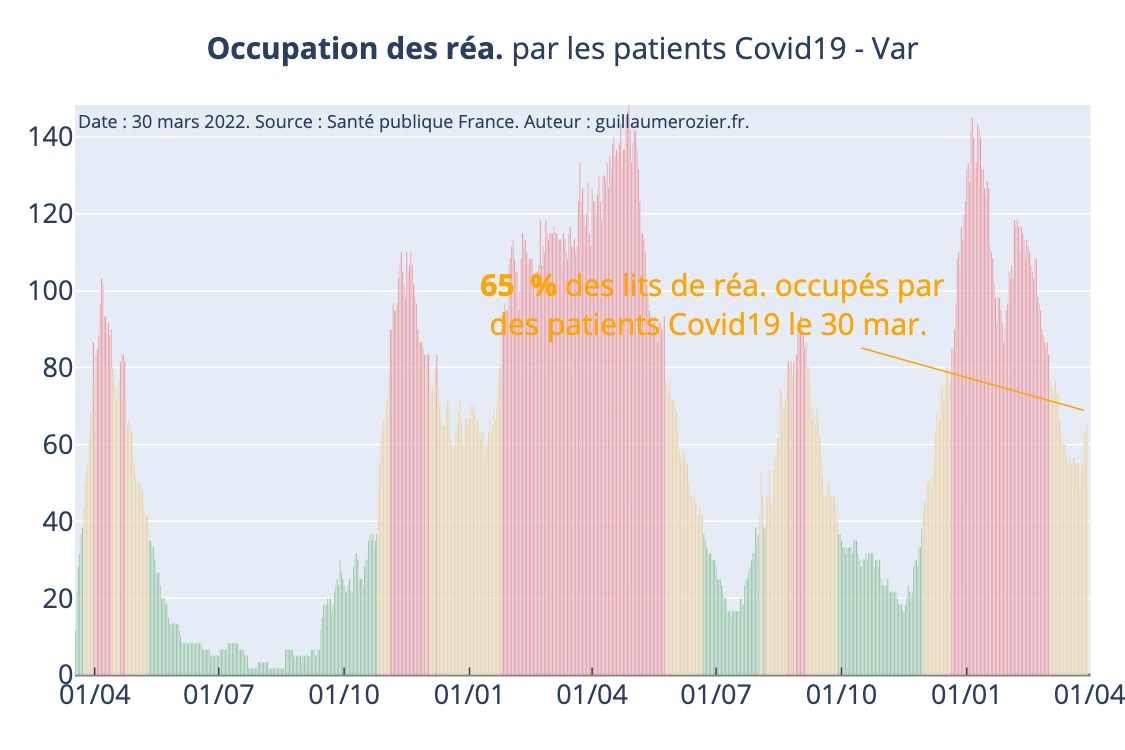 Occupation des réa. par les patients Covid19 - Var
Date : 30 mars 2022. Source : Santé publique France. Auteur : guillaumerozier.fr.
140
120
100
80
60
40
20
0
65 % des lits de réa. occupés par
des patients Covid19 le 30 mar.
01/04 01/07 01/10 01/01 01/04 01/07 01/10 01/01 01/04